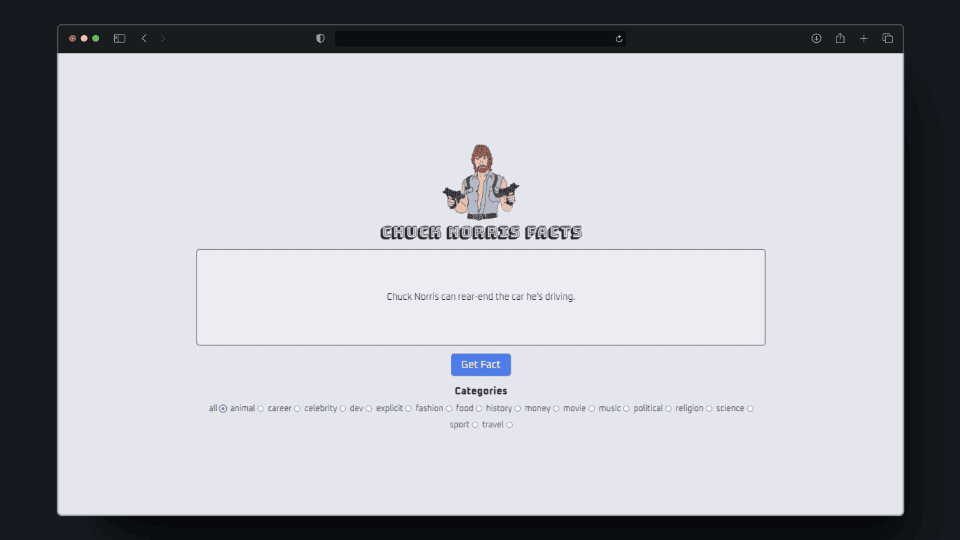 CHUCK NORRIS FACTS
Chuck Norris can rear-end the car he's driving.
Get Fact
Categories
all animal career celebrity dev explicit fashion food history money movie music political religion science
sport travel